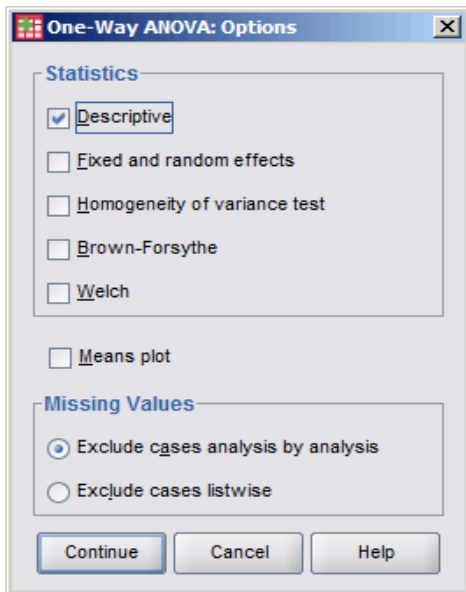 One-Way ANOVA: Options
Statistics
Descriptive
Fixed and random effects
Homogeneity of variance test
Brown-Forsythe
Welch
Means plot
Missing Values
Exclude cases analysis by analysis
Exclude cases listwise
Continue Cancel Help